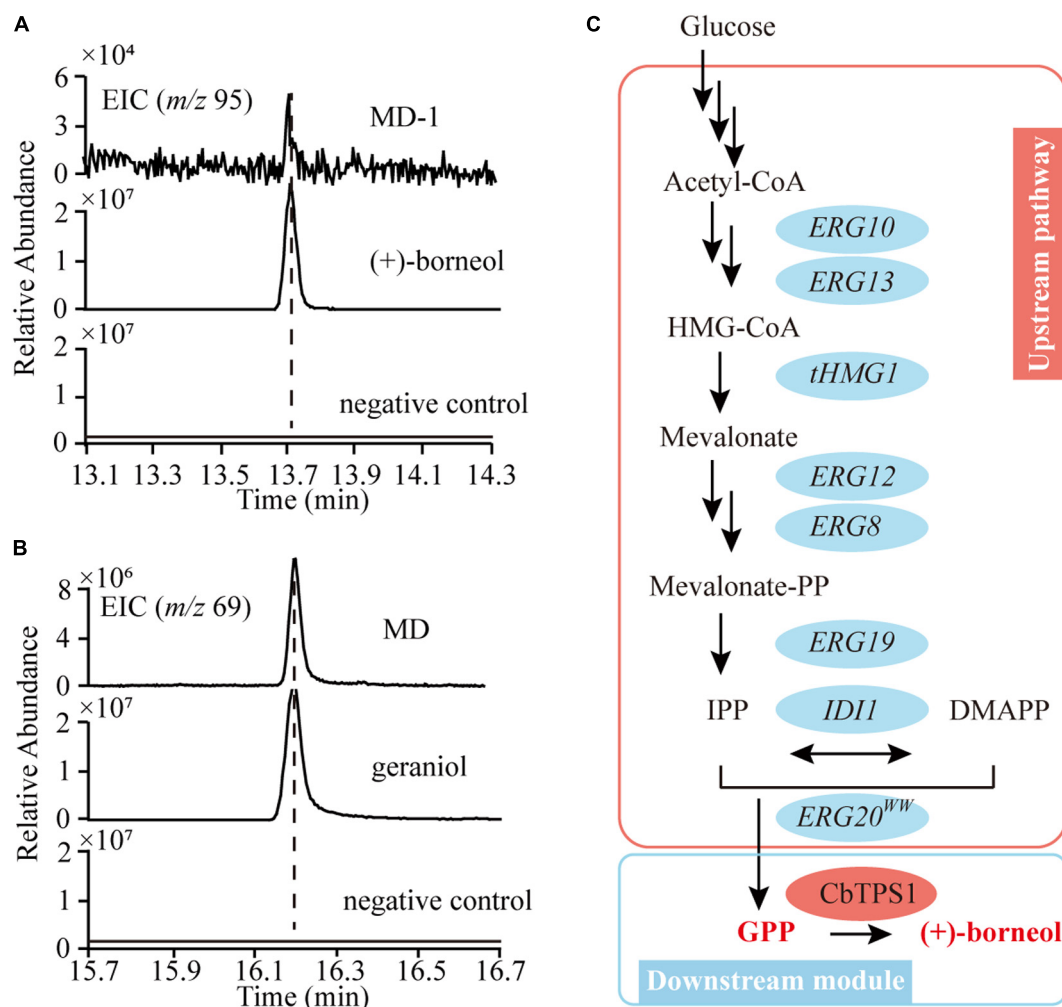 A
×10⁴
6
EIC (m/z 95)
MD-1
3
0
×10⁷
2
(+)-borneol
1
0
×10⁷
2
1
negative control
0
Relative Abundance
13.1 13.3 13.5 13.7 13.9 14.1 14.3
Time (min)
B
×10⁶
8
EIC (m/z 69)
MD
4
0
×10⁷
2
geraniol
1
0
×10⁷
2
1
negative control
0
Relative Abundance
15.7 15.9 16.1 16.3 16.5 16.7
Time (min)
C
Glucose
Upstream pathway
Acetyl-CoA
ERG10
ERG13
HMG-CoA
tHMG1
Mevalonate
ERG12
ERG8
Mevalonate-PP
ERG19
IPP IDI1 DMAPP
ERG20ᵂᵂ
CbTPS1
GPP (+)-borneol
Downstream module